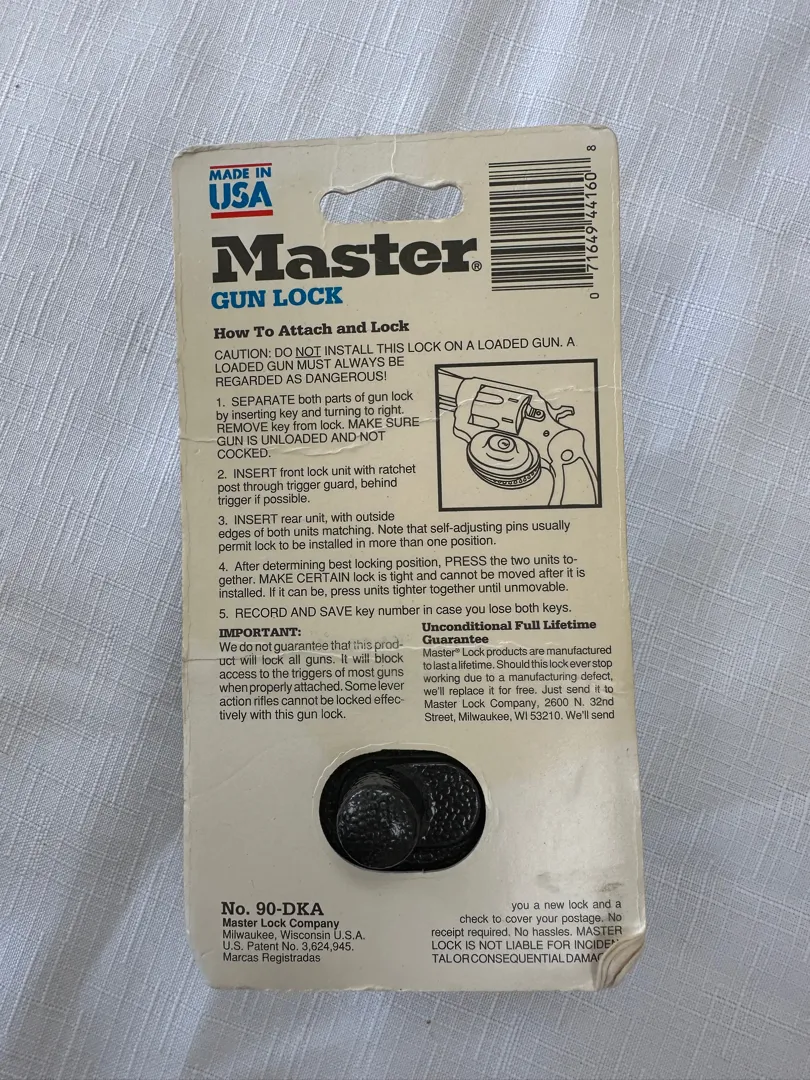 MADE IN
USA
0 71649 44160 8
Master®
GUN LOCK
How To Attach and Lock
CAUTION: DO NOT INSTALL THIS LOCK ON A LOADED GUN. A
LOADED GUN MUST ALWAYS BE
REGARDED AS DANGEROUS!
1. SEPARATE both parts of gun lock
by inserting key and turning to right.
REMOVE key from lock. MAKE SURE
GUN IS UNLOADED AND NOT
COCKED.
2. INSERT front lock unit with ratchet
post through trigger guard, behind
trigger if possible.
3. INSERT rear unit, with outside
edges of both units matching. Note that self-adjusting pins usually
permit lock to be installed in more than one position.
4. After determining best locking position, PRESS the two units to-
gether. MAKE CERTAIN lock is tight and cannot be moved after it is
installed. If it can be, press units tighter together until unmovable.
5. RECORD AND SAVE key number in case you lose both keys.
IMPORTANT:
We do not guarantee that this prod-
uct will lock all guns. It will block
access to the triggers of most guns
when properly attached. Some lever
action rifles cannot be locked effec-
tively with this gun lock.
Unconditional Full Lifetime
Guarantee
Master® Lock products are manufactured
to last a lifetime. Should this lock ever stop
working due to a manufacturing defect,
we'll replace it for free. Just send it to
Master Lock Company, 2600 N. 32nd
Street, Milwaukee, WI 53210. We'll send
you a new lock and a
check to cover your postage. No
receipt required. No hassles. MASTER
LOCK IS NOT LIABLE FOR INCIDEN-
TAL OR CONSEQUENTIAL
No. 90-DKA
Master Lock Company
Milwaukee, Wisconsin U.S.A.
U.S. Patent No. 3,624,945.
Marcas Registradas